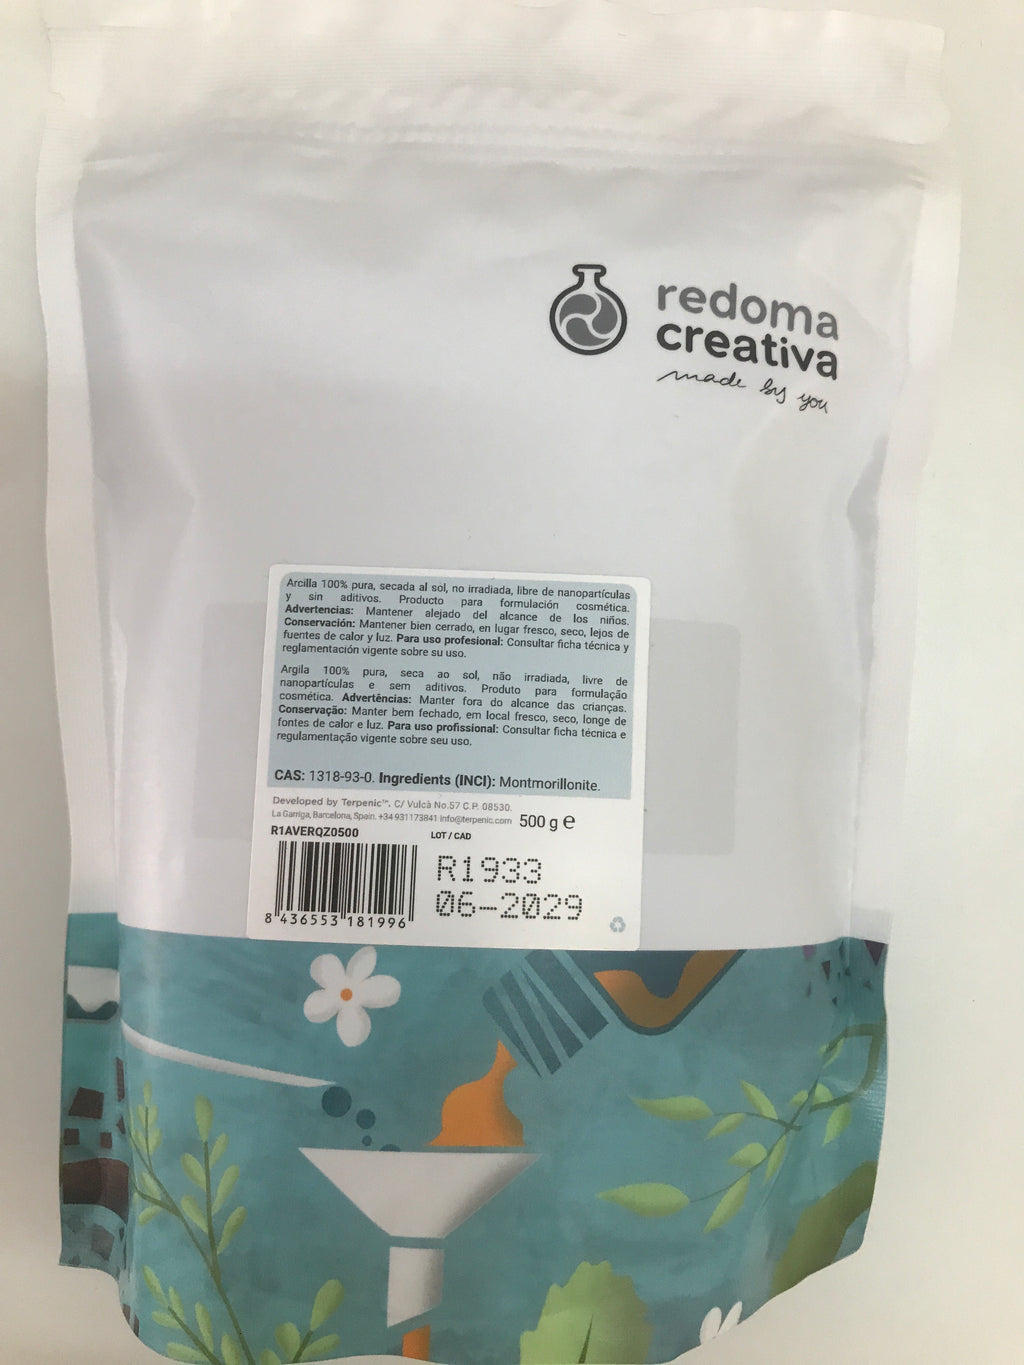 redoma
creativa
made by you
Arcilla 100% pura, secada al sol, no irradiada, libre de nanopartículas
y sin aditivos. Producto para formulación cosmética.
Advertencias: Mantener alejado del alcance de los niños.
Conservación: Mantener bien cerrado, en lugar fresco, seco, lejos de
fuentes de calor y luz. Para uso profesional: Consultar ficha técnica y
reglamentación vigente sobre su uso.
Argila 100% pura, seca ao sol, não irradiada, livre de
nanopartículas e sem aditivos. Produto para formulação
cosmética. Advertências: Manter fora do alcance das crianças.
Conservação: Manter bem fechado, em local fresco, seco, longe de
fontes de calor e luz. Para uso profissional: Consultar ficha técnica e
regulamentação vigente sobre seu uso.
CAS: 1318-93-0. Ingredients (INCI): Montmorillonite.
Developed by Terpenic™. C/ Vulcà No.57 C.P. 08530.
La Garriga, Barcelona, Spain. +34 931173841 info@terpenic.com 500 g ℮
R1AVERQZ0500
LOT / CAD
R1933
06-2029
8 436553 181996